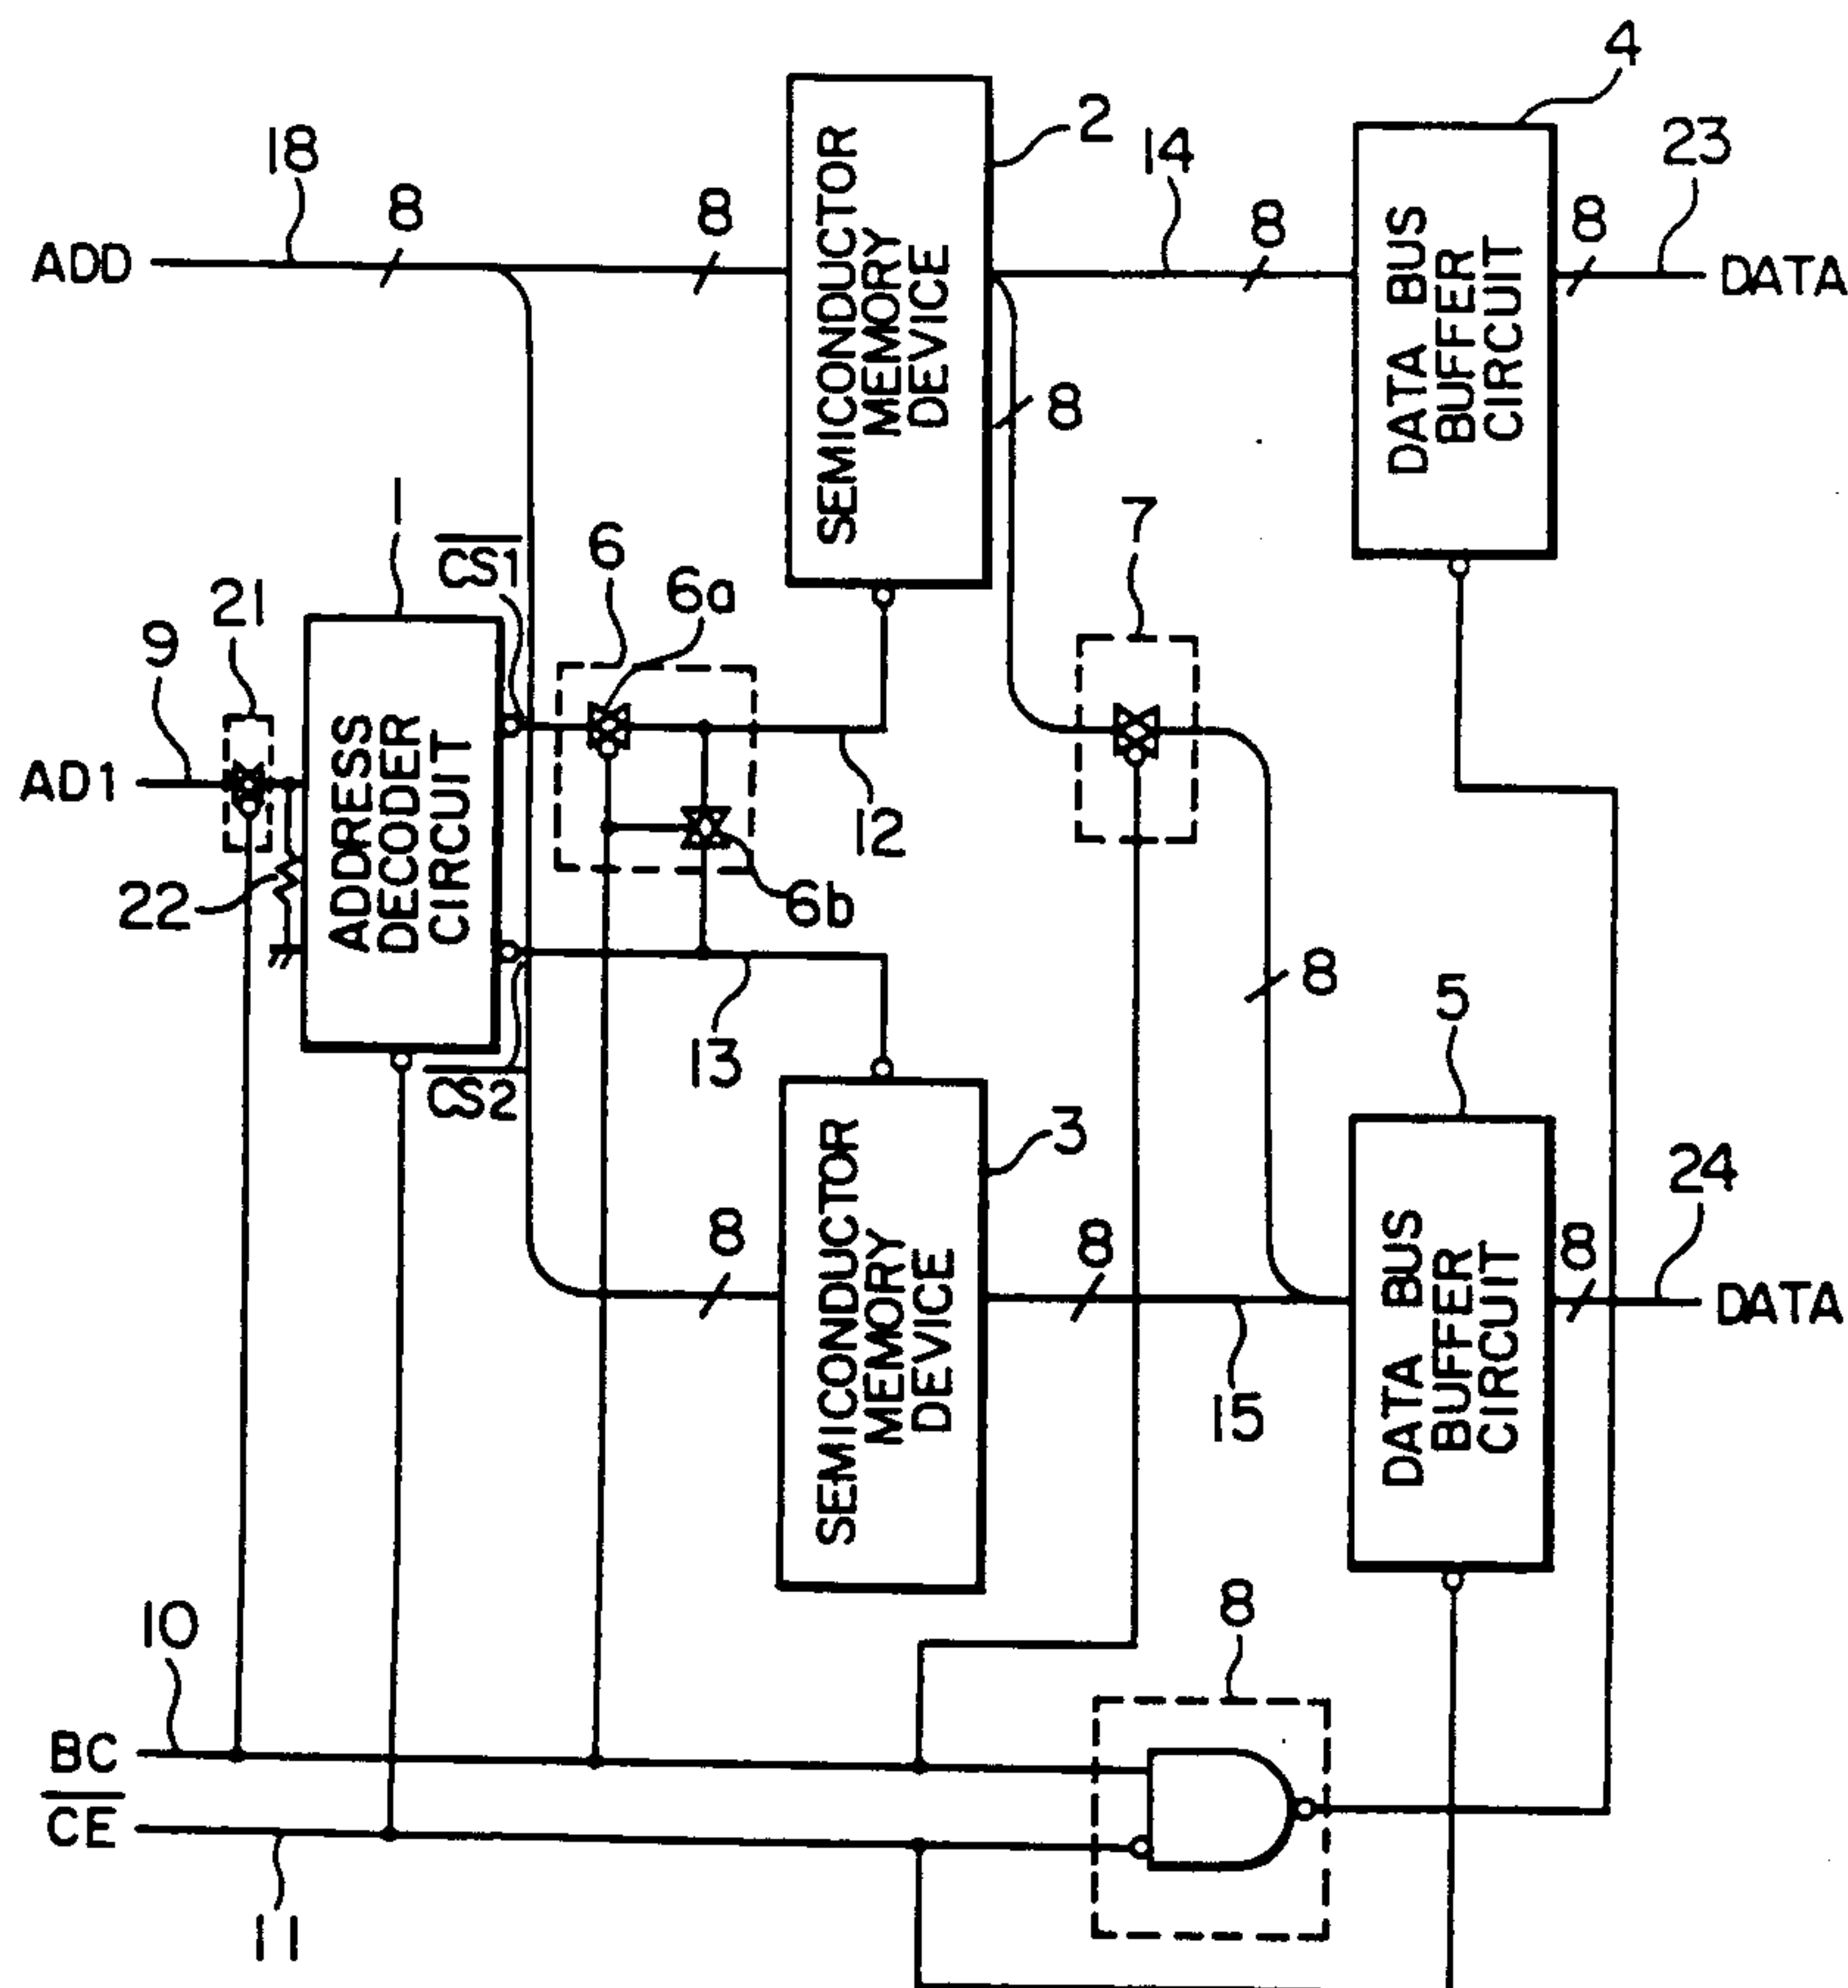 4
2
18
14
23
8
8
8
8
ADD
DATA
SEMICONDUCTOR
MEMORY
DEVICE
DATA BUS
BUFFER
CIRCUIT
8
1
CS1
6
6a
7
21
9
AD1
ADDRESS
DECODER
CIRCUIT
12
22
6b
8
13
5
CS2
3
24
8
8
8
SEMICONDUCTOR
MEMORY
DEVICE
DATA BUS
BUFFER
CIRCUIT
DATA
15
10
8
BC
CE
11